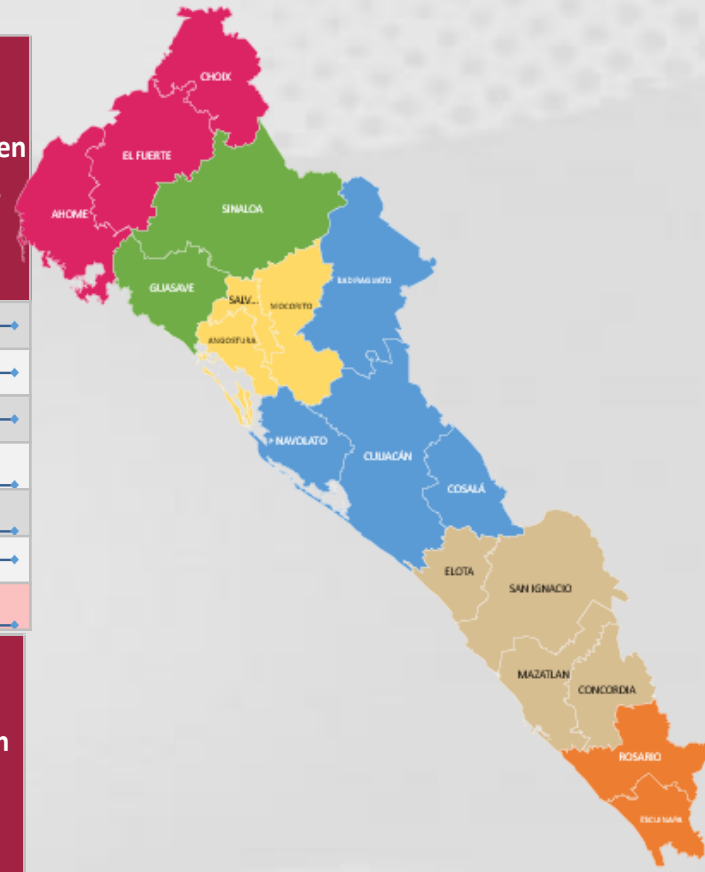 CHOIX
en
EL FUERTE
AHOME
SINALOA
GUASAVE
BADIRAGUATO
SALV...
MOCORITO
ANGOSTURA
NAVOLATO
CULIACÁN
COSALÁ
ELOTA
SAN IGNACIO
MAZATLAN
CONCORDIA
n
ROSARIO
ESCUINAPA